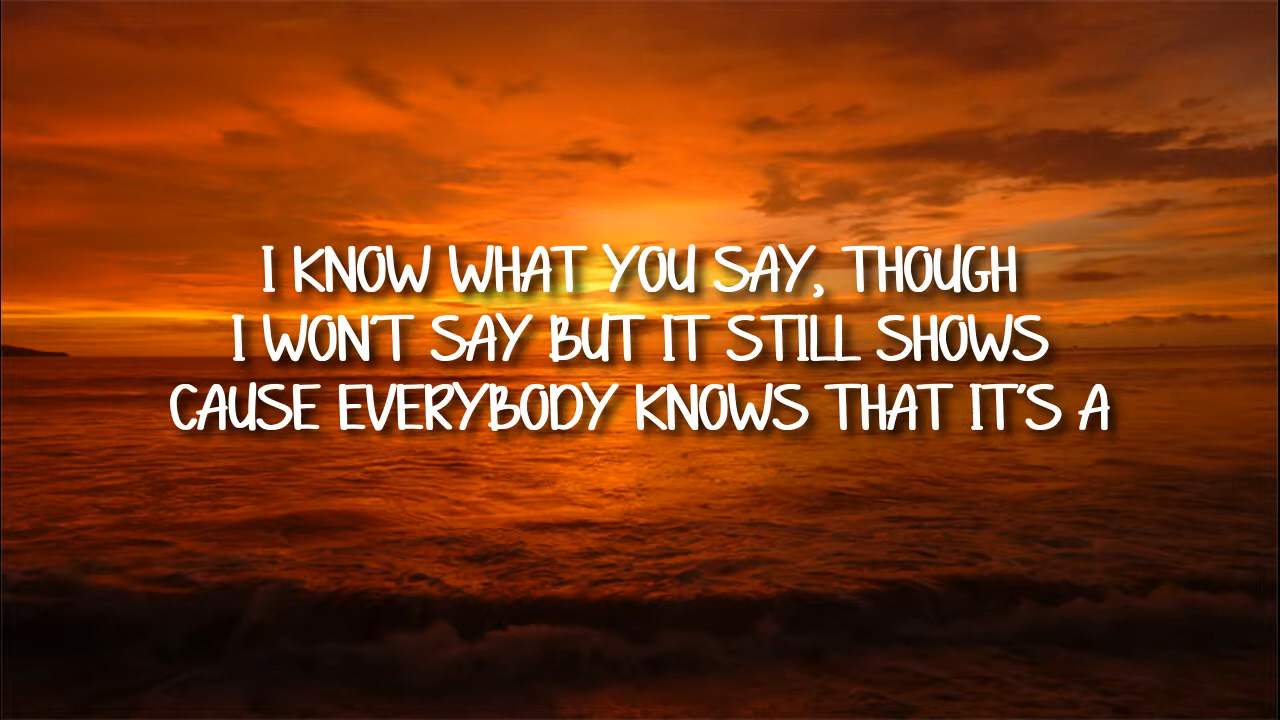 I KNOW WHAT YOU SAY, THOUGH
I WON'T SAY BUT IT STILL SHOWS
CAUSE EVERYBODY KNOWS THAT IT'S A